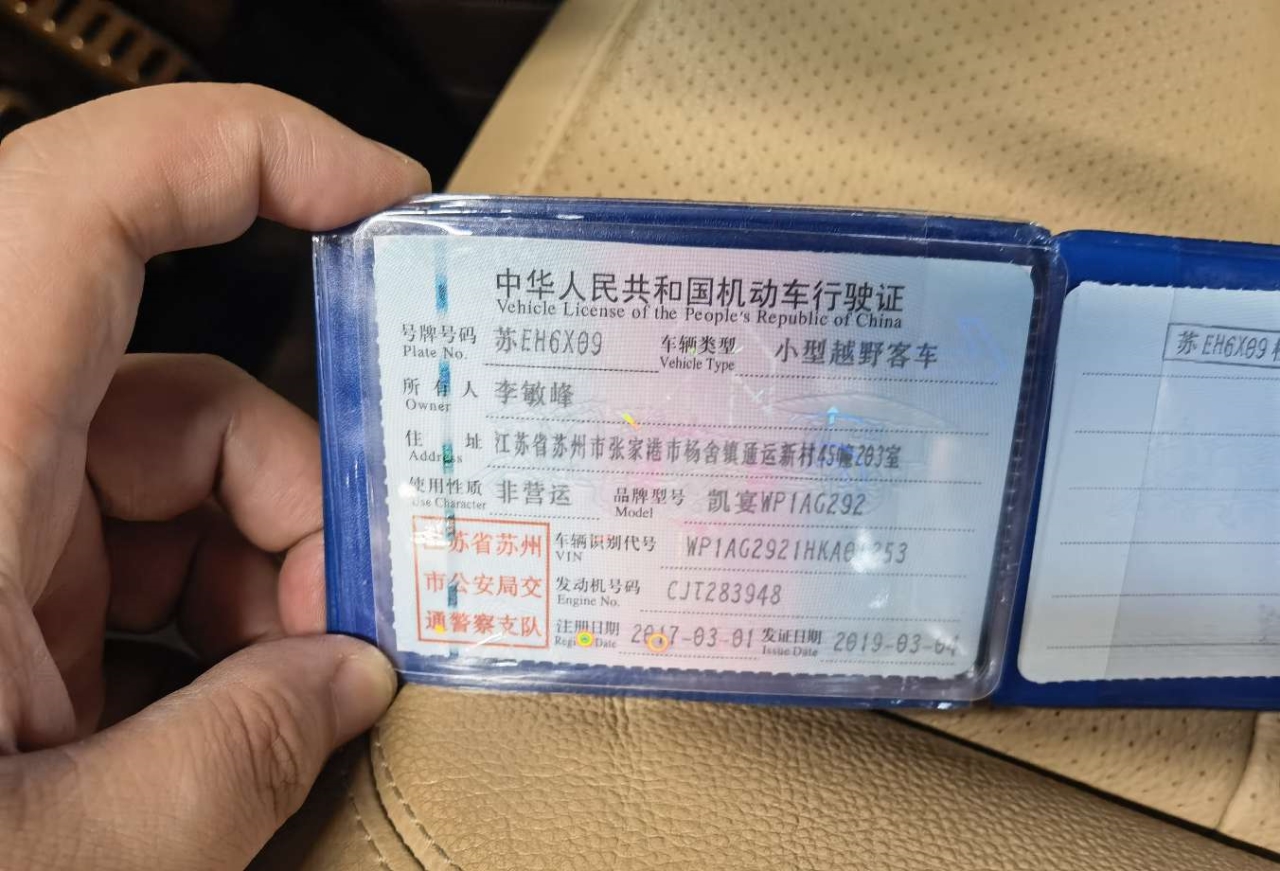 中华人民共和国机动车行驶证
Vehicle License of the People's Republic of China
号牌号码 苏EH6X09 车辆类型 小型越野客车
Plate No. Vehicle Type
所有人 李敏峰
Owner
住址 江苏省苏州市张家港市杨舍镇通运新村45幢203室
Address
使用性质 非营运 品牌型号 凯宴WP1AG292
Use Character Model
江苏省苏州
市公安局交
通警察支队
车辆识别代号
VIN
发动机号码 CJT283948
Engine No.
注册日期 2017-03-01 发证日期 2019-03-04
Register Date Issue Date
苏EH6X09